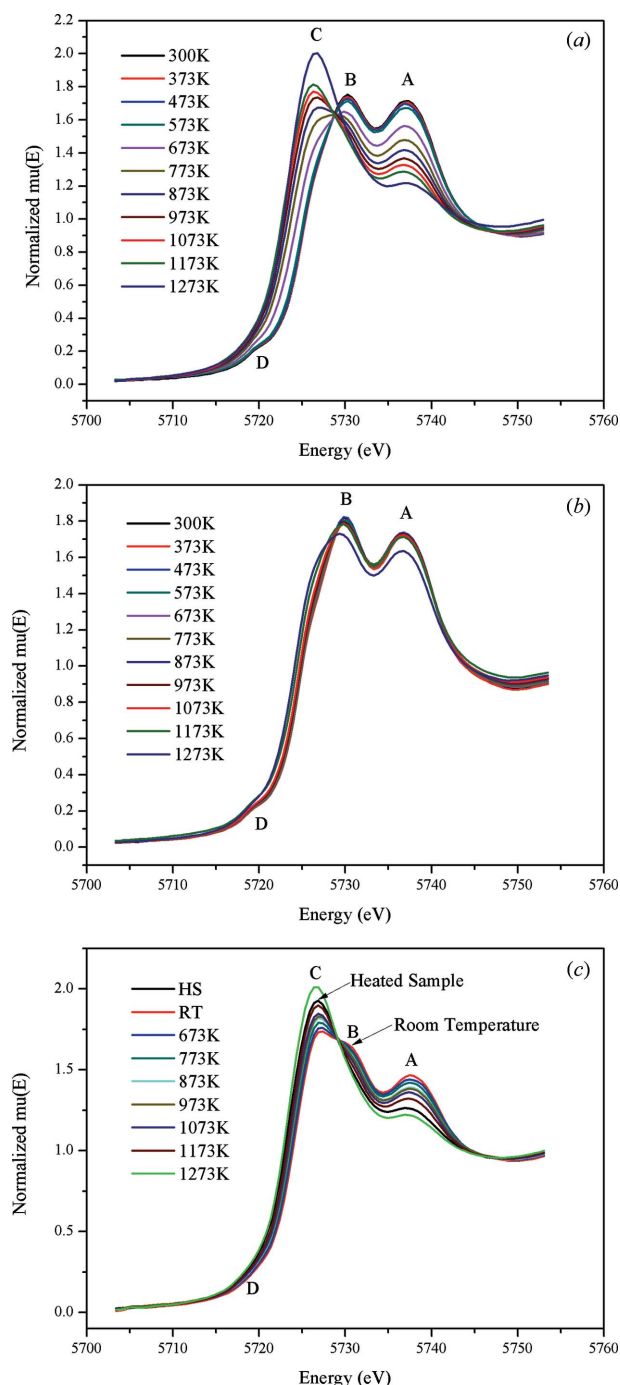 (a)
C
B
A
D
300K
373K
473K
573K
673K
773K
873K
973K
1073K
1173K
1273K
Normalized mu(E)
2.2
2.0
1.8
1.6
1.4
1.2
1.0
0.8
0.6
0.4
0.2
0.0
5700 5710 5720 5730 5740 5750 5760
Energy (eV)
(b)
B
A
D
300K
373K
473K
573K
673K
773K
873K
973K
1073K
1173K
1273K
Normalized mu(E)
2.0
1.8
1.6
1.4
1.2
1.0
0.8
0.6
0.4
0.2
0.0
5700 5710 5720 5730 5740 5750 5760
Energy (eV)
(c)
C
Heated Sample
B
Room Temperature
A
D
HS
RT
673K
773K
873K
973K
1073K
1173K
1273K
Normalized mu(E)
2.0
1.5
1.0
0.5
0.0
5700 5710 5720 5730 5740 5750 5760
Energy (eV)